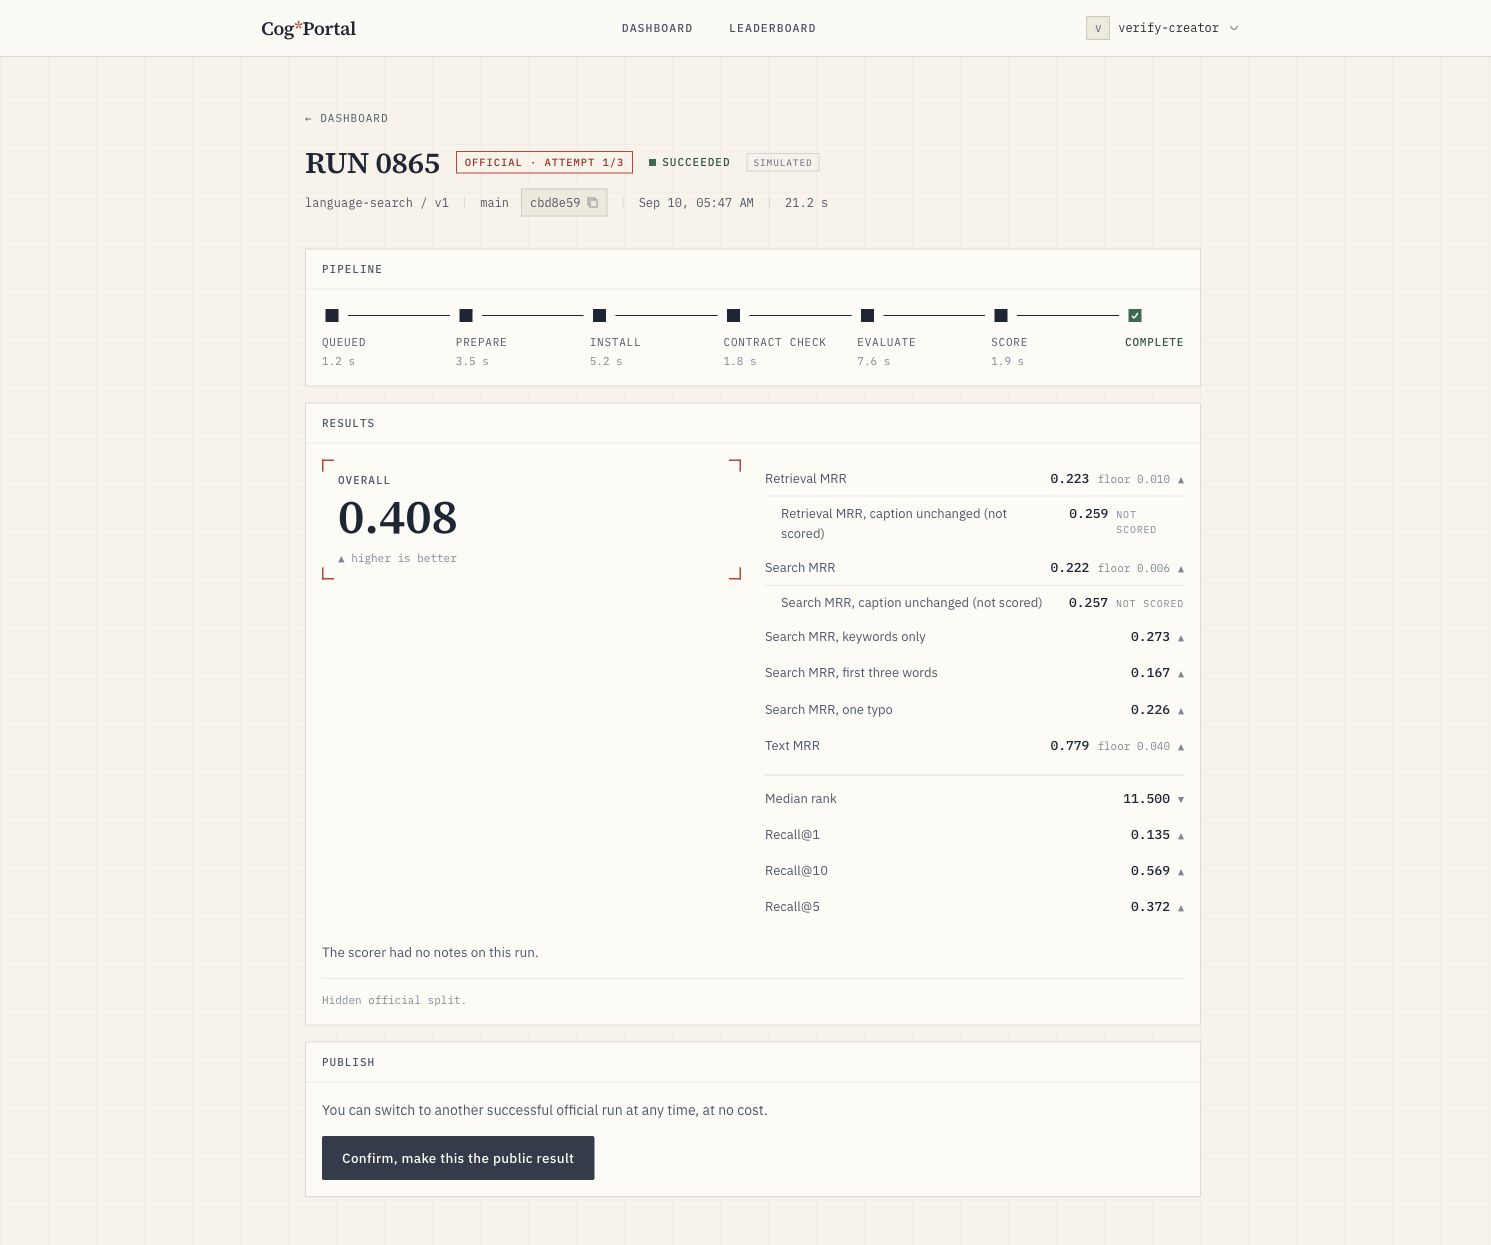 Cog*Portal
DASHBOARD
LEADERBOARD
V
verify-creator
← DASHBOARD
RUN 0865
OFFICIAL · ATTEMPT 1/3
SUCCEEDED
SIMULATED
language-search / v1 | main cbd8e59 | Sep 10, 05:47 AM | 21.2 s
PIPELINE
QUEUED
1.2 s
PREPARE
3.5 s
INSTALL
5.2 s
CONTRACT CHECK
1.8 s
EVALUATE
7.6 s
SCORE
1.9 s
COMPLETE
RESULTS
OVERALL
0.408
▲ higher is better
Retrieval MRR 0.223 floor 0.010 ▲
Retrieval MRR, caption unchanged (not
scored)
0.259 NOT
SCORED
Search MRR 0.222 floor 0.006 ▲
Search MRR, caption unchanged (not scored) 0.257 NOT SCORED
Search MRR, keywords only 0.273 ▲
Search MRR, first three words 0.167 ▲
Search MRR, one typo 0.226 ▲
Text MRR 0.779 floor 0.040 ▲
Median rank 11.500 ▼
Recall@1 0.135 ▲
Recall@10 0.569 ▲
Recall@5 0.372 ▲
The scorer had no notes on this run.
Hidden official split.
PUBLISH
You can switch to another successful official run at any time, at no cost.
Confirm, make this the public result